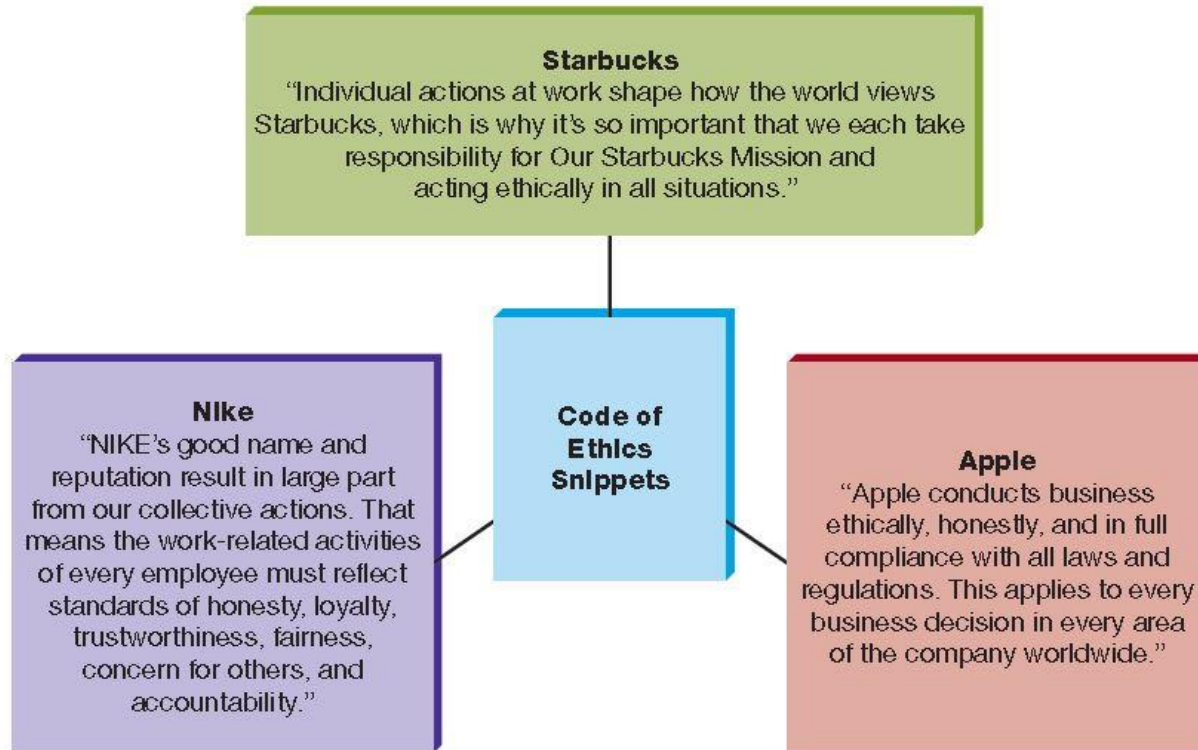 Starbucks
“Individual actions at work shape how the world views
Starbucks, which is why it’s so important that we each take
responsibility for Our Starbucks Mission and
acting ethically in all situations.”
Code of
Ethics
Snippets
Nike
“NIKE’s good name and
reputation result in large part
from our collective actions. That
means the work-related activities
of every employee must reflect
standards of honesty, loyalty,
trustworthiness, fairness,
concern for others, and
accountability.”
Apple
“Apple conducts business
ethically, honestly, and in full
compliance with all laws and
regulations. This applies to every
business decision in every area
of the company worldwide.”